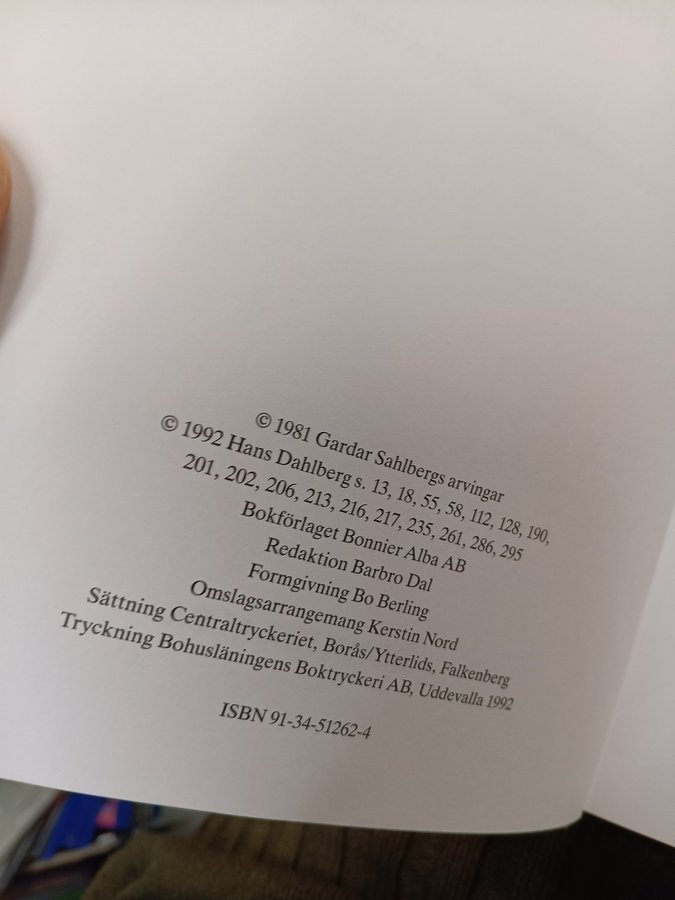 © 1981 Gardar Sahlbergs arvingar
© 1992 Hans Dahlberg s. 13, 18, 55, 58, 112, 128, 190,
201, 202, 206, 213, 216, 217, 235, 261, 286, 295
Bokförlaget Bonnier Alba AB
Redaktion Barbro Dal
Formgivning Bo Berling
Omslagsarrangemang Kerstin Nord
Sättning Centraltryckeriet, Borås/Ytterlids, Falkenberg
Tryckning Bohusläningens Boktryckeri AB, Uddevalla 1992
ISBN 91-34-51262-4